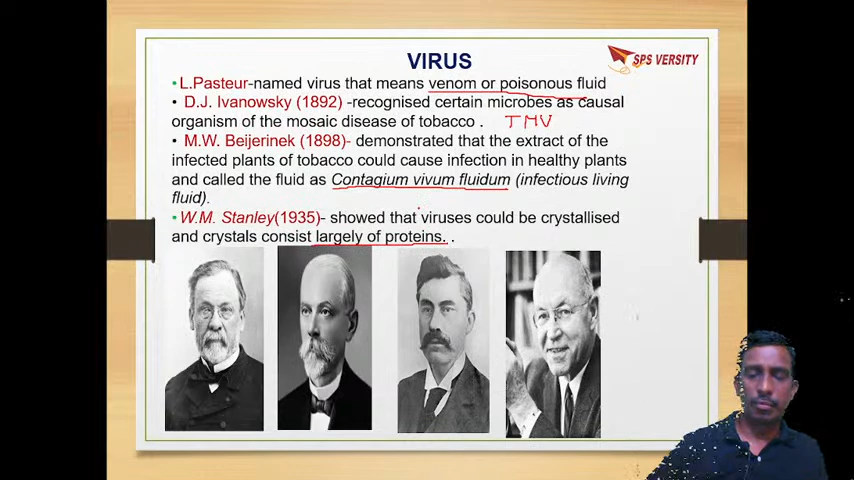 VIRUS
SPS VERSITY
•L.Pasteur-named virus that means venom or poisonous fluid
• D.J. Ivanowsky (1892) -recognised certain microbes as causal
organism of the mosaic disease of tobacco . TMV
• M.W. Beijerinek (1898)- demonstrated that the extract of the
infected plants of tobacco could cause infection in healthy plants
and called the fluid as Contagium vivum fluidum (infectious living
fluid).
•W.M. Stanley(1935)- showed that viruses could be crystallised
and crystals consist largely of proteins. .